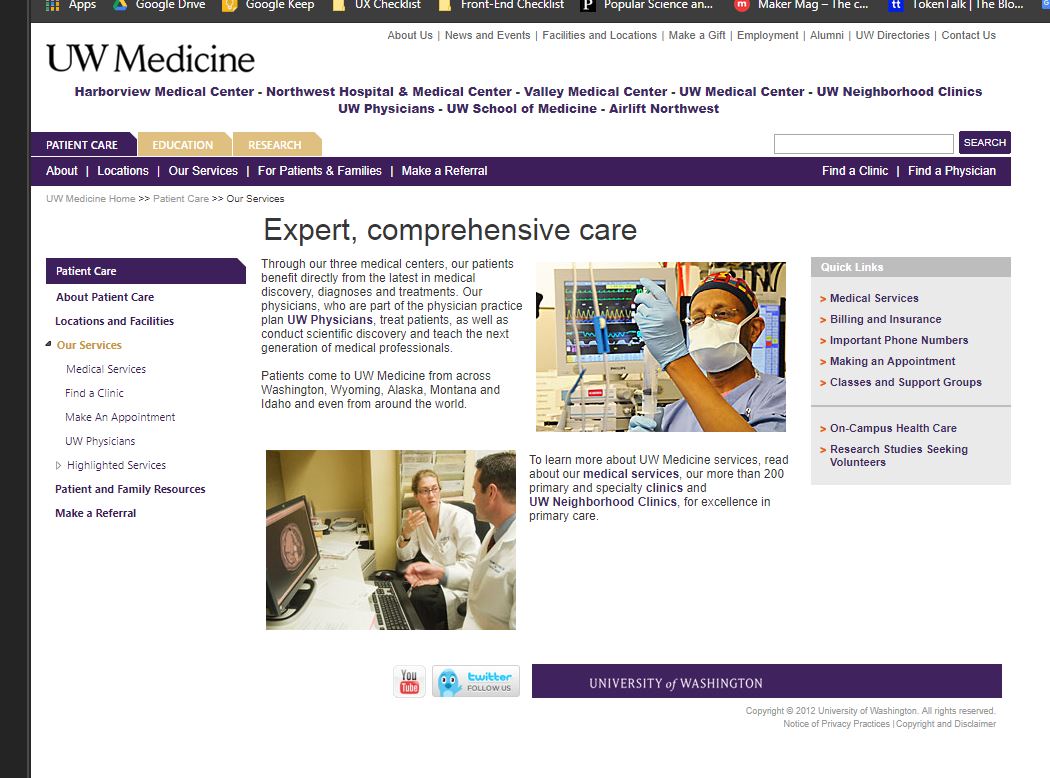 Apps Google Drive Google Keep UX Checklist Front-End Checklist P Popular Science an... m Maker Mag – The c... tt TokenTalk | The Blo...
About Us | News and Events | Facilities and Locations | Make a Gift | Employment | Alumni | UW Directories | Contact Us
UW Medicine
Harborview Medical Center - Northwest Hospital & Medical Center - Valley Medical Center - UW Medical Center - UW Neighborhood Clinics
UW Physicians - UW School of Medicine - Airlift Northwest
PATIENT CARE EDUCATION RESEARCH SEARCH
About | Locations | Our Services | For Patients & Families | Make a Referral Find a Clinic | Find a Physician
UW Medicine Home >> Patient Care >> Our Services
Expert, comprehensive care
Patient Care
About Patient Care
Locations and Facilities
Our Services
Medical Services
Find a Clinic
Make An Appointment
UW Physicians
Highlighted Services
Patient and Family Resources
Make a Referral
Through our three medical centers, our patients
benefit directly from the latest in medical
discovery, diagnoses and treatments. Our
physicians, who are part of the physician practice
plan UW Physicians, treat patients, as well as
conduct scientific discovery and teach the next
generation of medical professionals.
Patients come to UW Medicine from across
Washington, Wyoming, Alaska, Montana and
Idaho and even from around the world.
PHILIPS
To learn more about UW Medicine services, read
about our medical services, our more than 200
primary and specialty clinics and
UW Neighborhood Clinics, for excellence in
primary care.
Quick Links
> Medical Services
> Billing and Insurance
> Important Phone Numbers
> Making an Appointment
> Classes and Support Groups
> On-Campus Health Care
> Research Studies Seeking
Volunteers
You
Tube
twitter
FOLLOW US
UNIVERSITY of WASHINGTON
Copyright © 2012 University of Washington. All rights reserved.
Notice of Privacy Practices | Copyright and Disclaimer